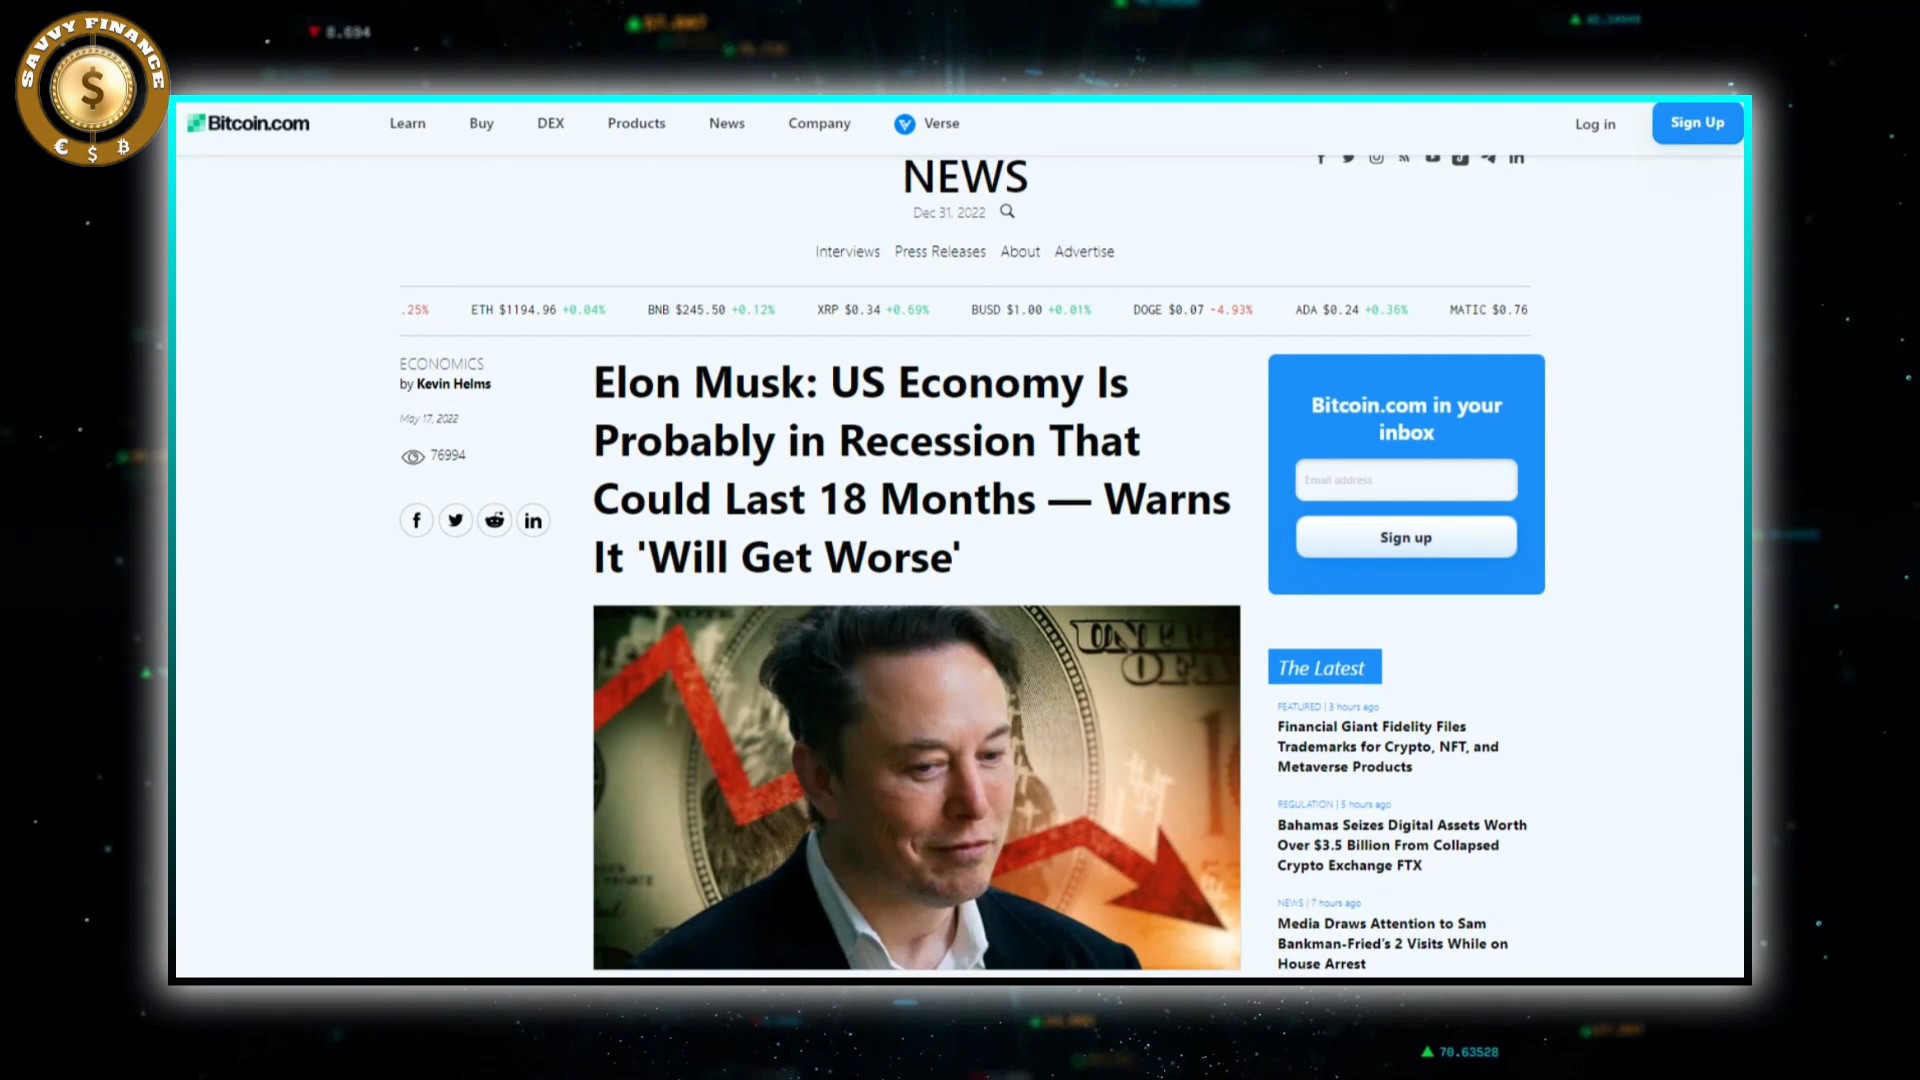 SAVVY FINANCE
$
€ $ ₿
8.694
Bitcoin.com
Learn
Buy
DEX
Products
News
Company
Verse
Log in
Sign Up
NEWS
Dec 31, 2022
Interviews
Press Releases
About
Advertise
.25%
ETH $1194.96 +0.04%
BNB $245.50 +0.12%
XRP $0.34 +0.69%
BUSD $1.00 +0.01%
DOGE $0.07 -4.93%
ADA $0.24 +0.36%
MATIC $0.76
ECONOMICS
by Kevin Helms
May 17, 2022
76994
Elon Musk: US Economy Is
Probably in Recession That
Could Last 18 Months — Warns
It 'Will Get Worse'
UNITED
OF A
Bitcoin.com in your
inbox
Email address
Sign up
The Latest
FEATURED | 3 hours ago
Financial Giant Fidelity Files
Trademarks for Crypto, NFT, and
Metaverse Products
REGULATION | 5 hours ago
Bahamas Seizes Digital Assets Worth
Over $3.5 Billion From Collapsed
Crypto Exchange FTX
NEWS | 7 hours ago
Media Draws Attention to Sam
Bankman-Fried's 2 Visits While on
House Arrest
70.63528